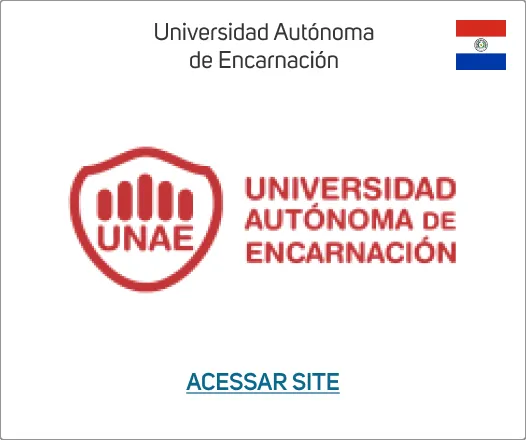 Universidad Autónoma
de Encarnación
UNAE
UNIVERSIDAD
AUTÓNOMA DE
ENCARNACIÓN
ACESSAR SITE